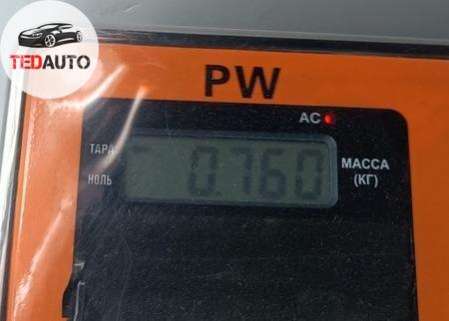 TEDAUTO
PW
AC
ТАРА
0.760
МАССА
НОЛЬ
(КГ)